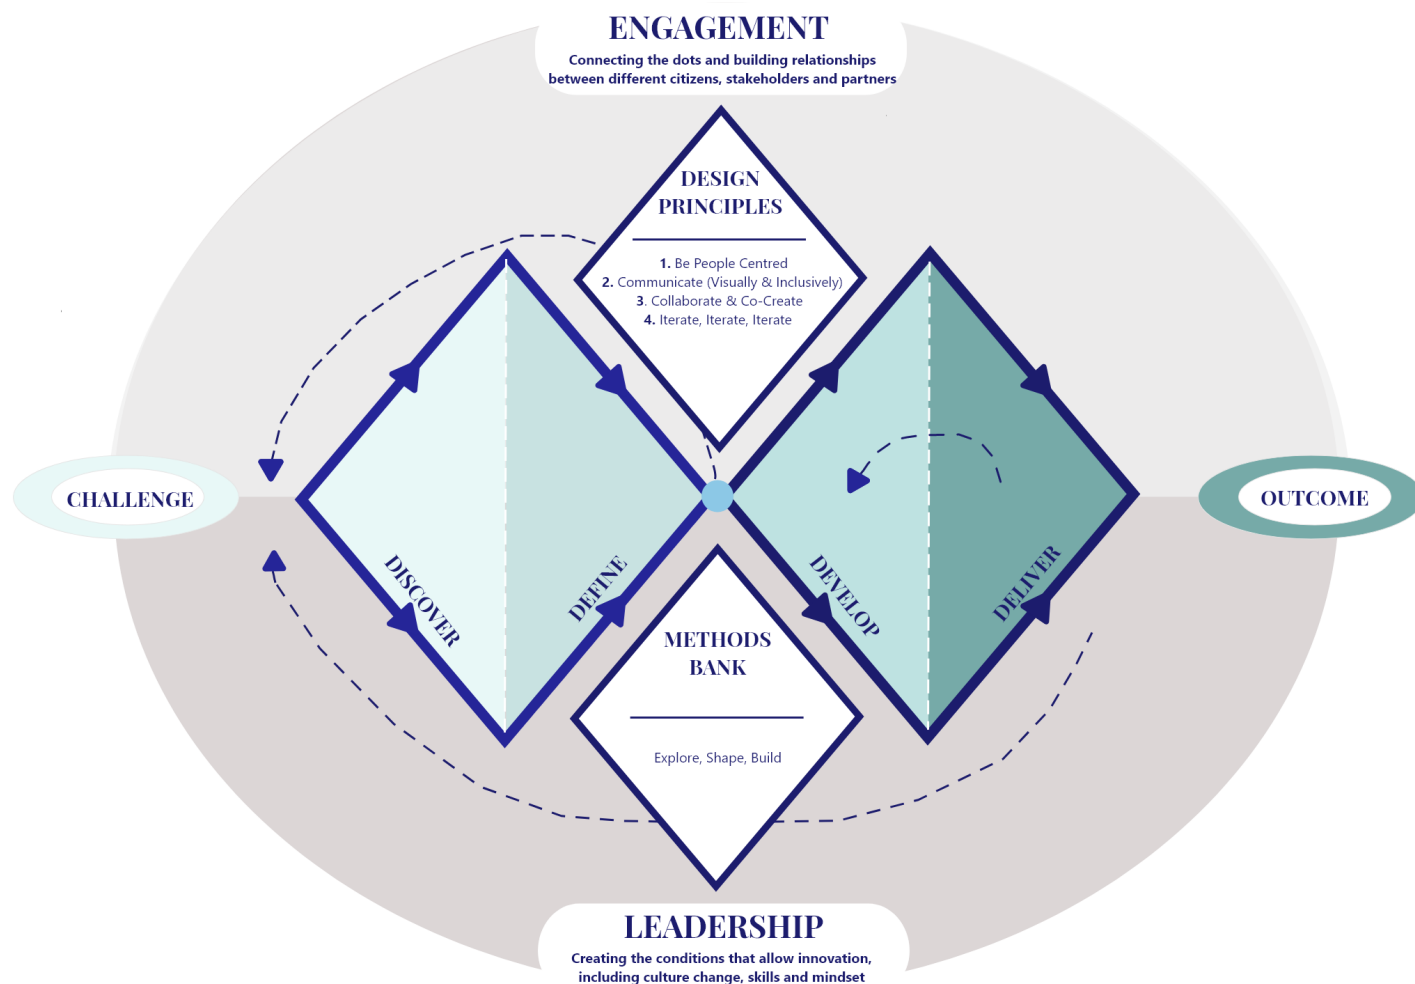 ENGAGEMENT
Connecting the dots and building relationships
between different citizens, stakeholders and partners
DESIGN
PRINCIPLES
1. Be People Centred
2. Communicate (Visually & Inclusively)
3. Collaborate & Co-Create
4. Iterate, Iterate, Iterate
CHALLENGE
OUTCOME
DISCOVER
DEFINE
DEVELOP
DELIVER
METHODS
BANK
Explore, Shape, Build
LEADERSHIP
Creating the conditions that allow innovation,
including culture change, skills and mindset